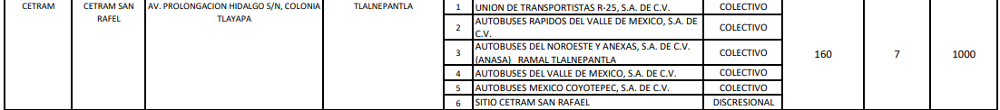 CETRAM
CETRAM SAN
RAFEL
AV. PROLONGACION HIDALGO S/N, COLONIA
TLAYAPA
TLALNEPANTLA
1 UNION DE TRANSPORTISTAS R-25, S.A. DE C.V. COLECTIVO
2 AUTOBUSES RAPIDOS DEL VALLE DE MEXICO, S.A. DE
C.V. COLECTIVO
3 AUTOBUSES DEL NOROESTE Y ANEXAS, S.A. DE C.V.
(ANASA) RAMAL TLALNEPANTLA COLECTIVO
4 AUTOBUSES DEL VALLE DE MEXICO, S.A. DE C.V. COLECTIVO
5 AUTOBUSES MEXICO COYOTEPEC, S.A. DE C.V. COLECTIVO
6 SITIO CETRAM SAN RAFAEL DISCRESIONAL
160 7 1000